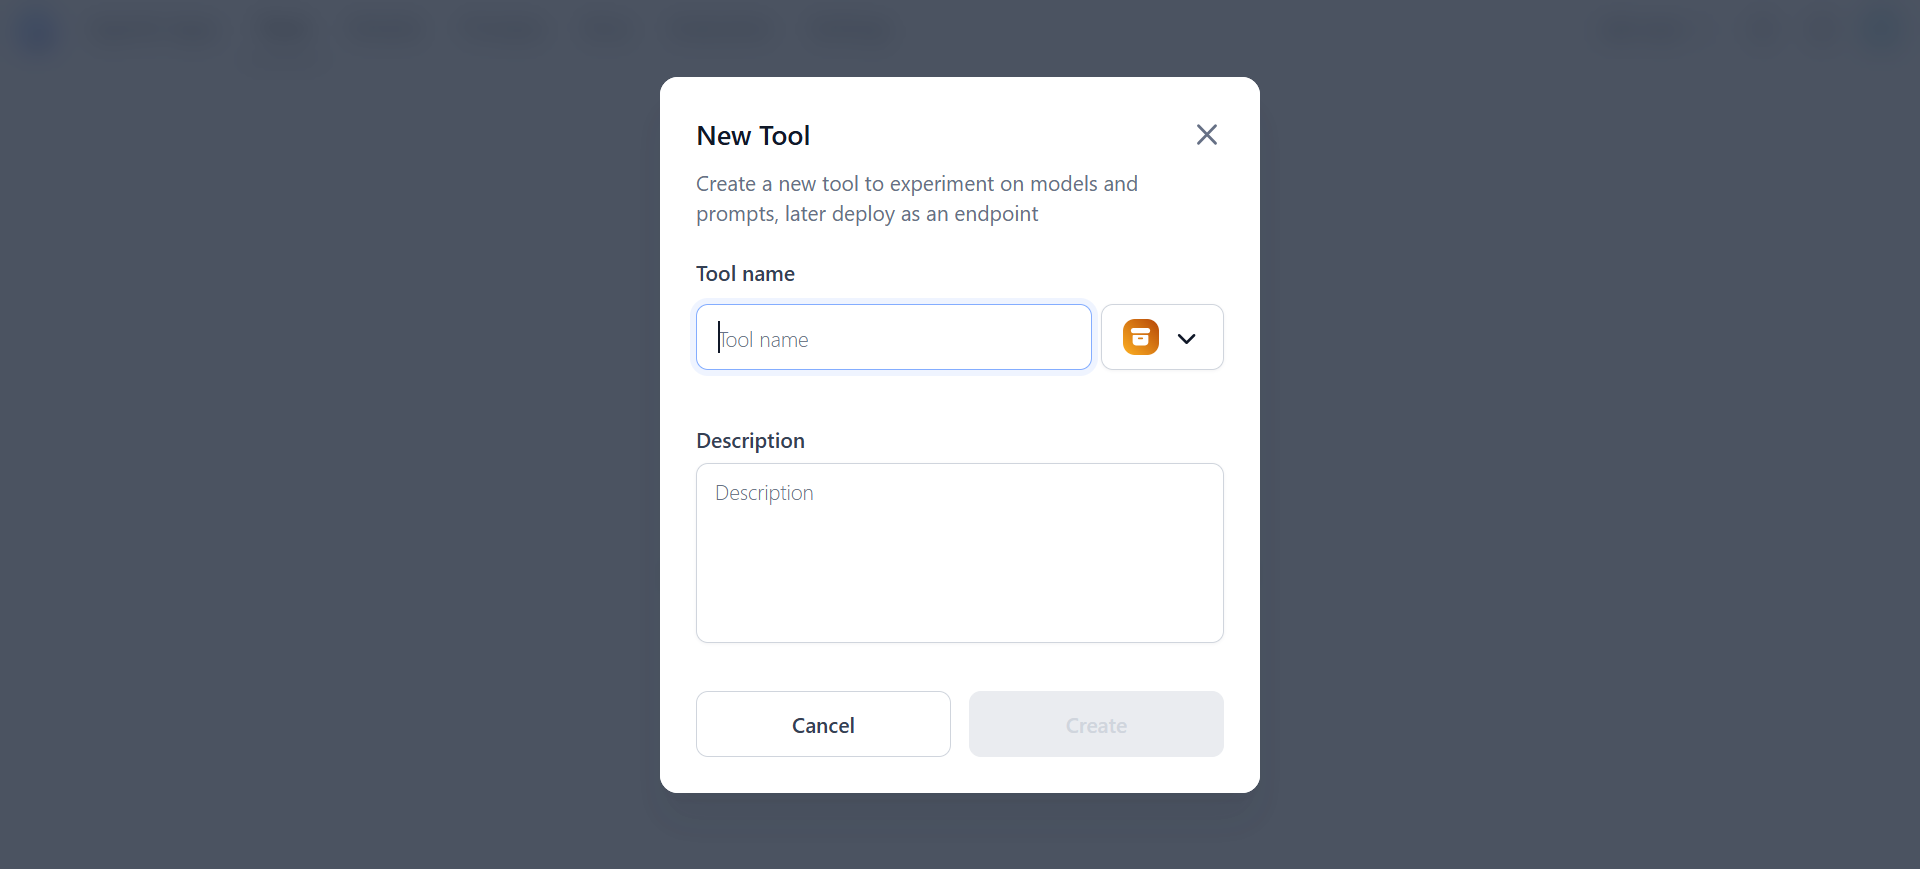 New Tool
Create a new tool to experiment on models and
prompts, later deploy as an endpoint
Tool name
Tool name
Description
Description
Cancel
Create